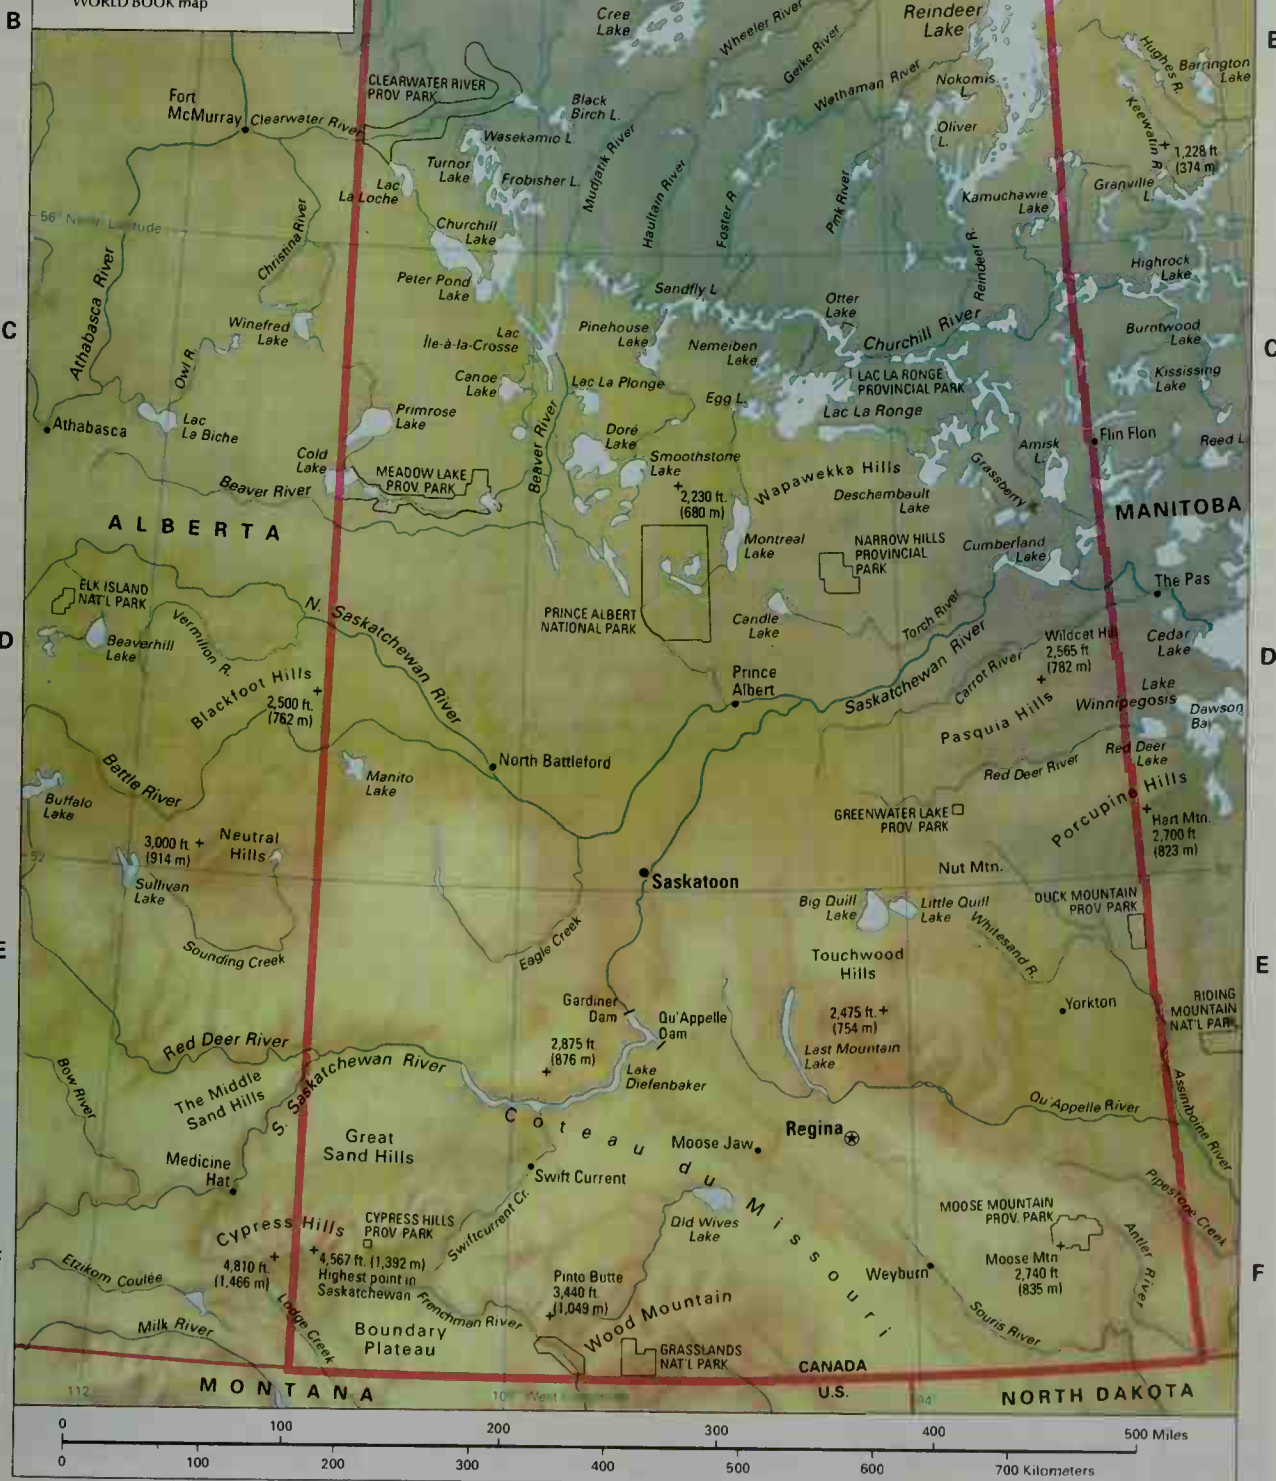 WORLD BOOK map
B
Cree
Lake
Wheeler River
Geikie River
Reindeer
Lake
Hughes R.
Barrington
Lake
CLEARWATER RIVER
PROV PARK
Wathaman River
Nokomis
L.
Keewatin R.
Fort
McMurray
Clearwater River
Black
Birch L.
Wasekamio L.
Oliver
L.
1,228 ft.
(374 m)
Turnor
Lake
Frobisher L.
Mudjatik River
Haultain River
Foster R.
Pink River
Lac
La Loche
Kamuchawie
Lake
Granville
L.
56
Christina River
Churchill
Lake
Reindeer R.
Athabasca River
Peter Pond
Lake
Sandfly L.
Highrock
Lake
Otter
Lake
C
Winefred
Lake
Owl R.
Lac
Île-à-la-Crosse
Pinehouse
Lake
Nemeiben
Lake
Churchill River
Burntwood
Lake
C
Canoe
Lake
Lac La Plonge
LAC LA RONGE
PROVINCIAL PARK
Kississing
Lake
Egg L.
Lac La Ronge
Athabasca
Lac
La Biche
Primrose
Lake
Beaver River
Doré
Lake
Smoothstone
Lake
Amisk
L.
Flin Flon
Reed L.
Cold
Lake
MEADOW LAKE
PROV PARK
Wapawekka Hills
Grassberry
Beaver River
2,230 ft.
(680 m)
Deschambault
Lake
ALBERTA
MANITOBA
Montreal
Lake
NARROW HILLS
PROVINCIAL
PARK
Cumberland
Lake
ELK ISLAND
NAT'L PARK
The Pas
N. Saskatchewan River
Vermilion R.
PRINCE ALBERT
NATIONAL PARK
Candle
Lake
Torch River
D
Beaverhill
Lake
Wildcat Hill
2,565 ft
(782 m)
Cedar
Lake
D
Blackfoot Hills
2,500 ft.
(762 m)
Prince
Albert
Saskatchewan River
Carrot River
Pasquia Hills
Lake
Winnipegosis
Dawson
Ba
North Battleford
Red Deer River
Red Deer
Lake
Battle River
Manito
Lake
Buffalo
Lake
Porcupine Hills
GREENWATER LAKE
PROV PARK
Hart Mtn.
2,700 ft
(823 m)
3,000 ft.
(914 m)
Neutral
Hills
52
Saskatoon
Nut Mtn.
Sullivan
Lake
Big Quill
Lake
Little Quill
Lake
DUCK MOUNTAIN
PROV PARK
Whitesand R.
Sounding Creek
Eagle Creek
E
Touchwood
Hills
E
Gardiner
Dam
Qu'Appelle
Dam
2,475 ft.
(754 m)
Yorkton
RIDING
MOUNTAIN
NAT'L PAR
Red Deer River
2,875 ft
(876 m)
Last Mountain
Lake
Bow River
The Middle
Sand Hills
S. Saskatchewan River
Lake
Diefenbaker
Assiniboine River
Qu'Appelle River
Coteau du Missouri
Great
Sand Hills
Moose Jaw
Regina
Medicine
Hat
Swift Current
Pipestone Creek
Cypress Hills
CYPRESS HILLS
PROV PARK
Swiftcurrent Cr.
Old Wives
Lake
MOOSE MOUNTAIN
PROV. PARK
Antler River
4,810 ft.
(1,466 m)
4,567 ft. (1,392 m)
Highest point in
Saskatchewan
Etzikom Coulée
Pinto Butte
3,440 ft.
(1,049 m)
Weyburn
Moose Mtn
2,740 ft
(835 m)
F
Lodge Creek
Frenchman River
Wood Mountain
Souris River
Milk River
Boundary
Plateau
GRASSLANDS
NAT'L PARK
CANADA
U.S.
MONTANA
NORTH DAKOTA
112
0 100 200 300 400 500 Miles
0 100 200 300 400 500 600 700 Kilometers